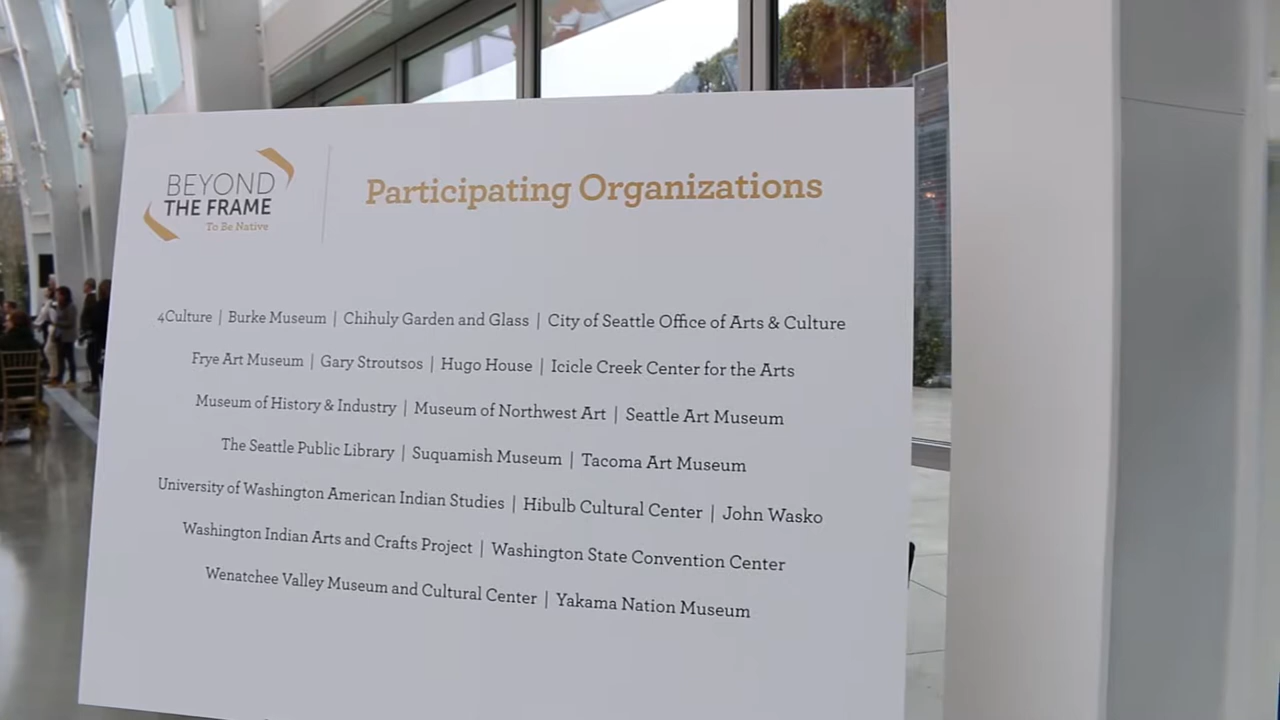 BEYOND
THE FRAME
To Be Native
Participating Organizations
4Culture | Burke Museum | Chihuly Garden and Glass | City of Seattle Office of Arts & Culture
Frye Art Museum | Gary Stroutsos | Hugo House | Icicle Creek Center for the Arts
Museum of History & Industry | Museum of Northwest Art | Seattle Art Museum
The Seattle Public Library | Suquamish Museum | Tacoma Art Museum
University of Washington American Indian Studies | Hibulb Cultural Center | John Wasko
Washington Indian Arts and Crafts Project | Washington State Convention Center
Wenatchee Valley Museum and Cultural Center | Yakama Nation Museum